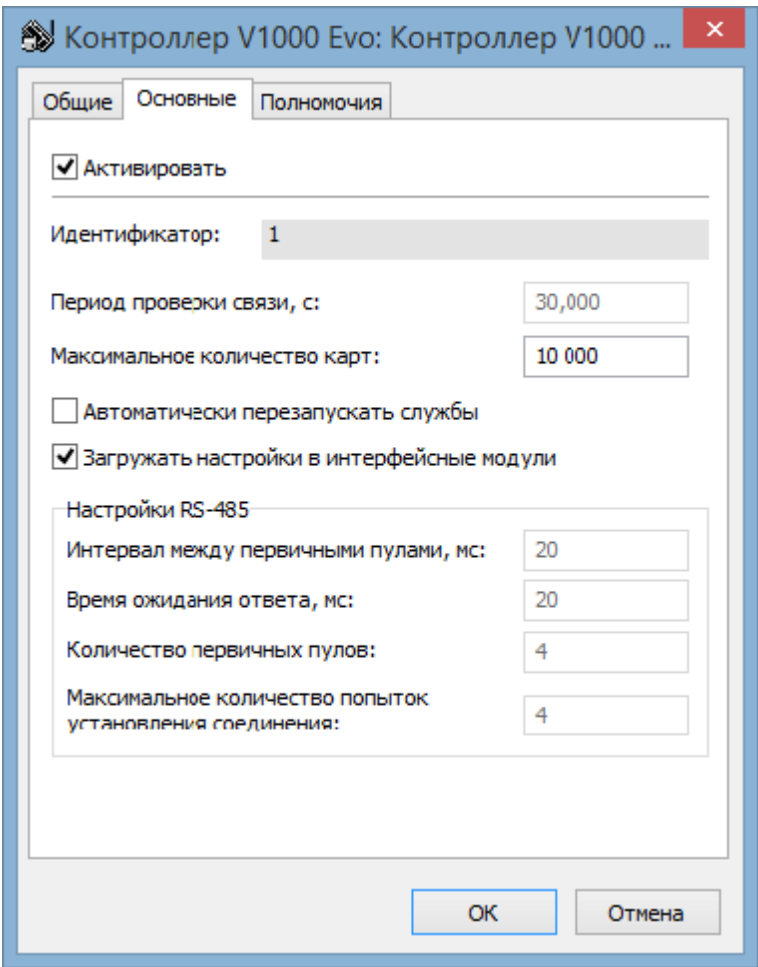 Контроллер V1000 Evo: Контроллер V1000 ...
Общие Основные Полномочия
Активировать
Идентификатор: 1
Период проверки связи, с: 30,000
Максимальное количество карт: 10 000
Автоматически перезапускать службы
Загружать настройки в интерфейсные модули
Настройки RS-485
Интервал между первичными пулами, мс: 20
Время ожидания ответа, мс: 20
Количество первичных пулов: 4
Максимальное количество попыток
установления соединения: 4
OK Отмена